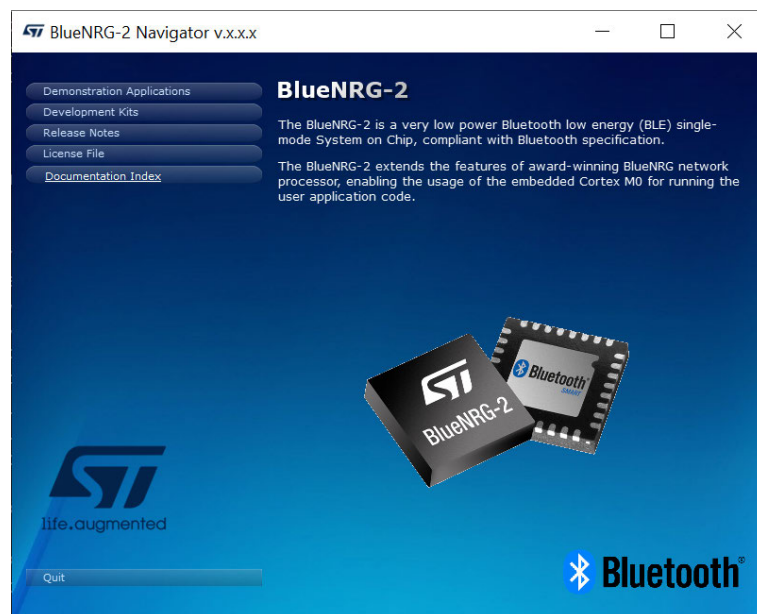 ST BlueNRG-2 Navigator v.x.x.x
Demonstration Applications
Development Kits
Release Notes
License File
Documentation Index
BlueNRG-2
The BlueNRG-2 is a very low power Bluetooth low energy (BLE) single-
mode System on Chip, compliant with Bluetooth specification.
The BlueNRG-2 extends the features of award-winning BlueNRG network
processor, enabling the usage of the embedded Cortex M0 for running the
user application code.
ST
BlueNRG-2
Bluetooth®
SMART
ST
life.augmented
Quit
Bluetooth®